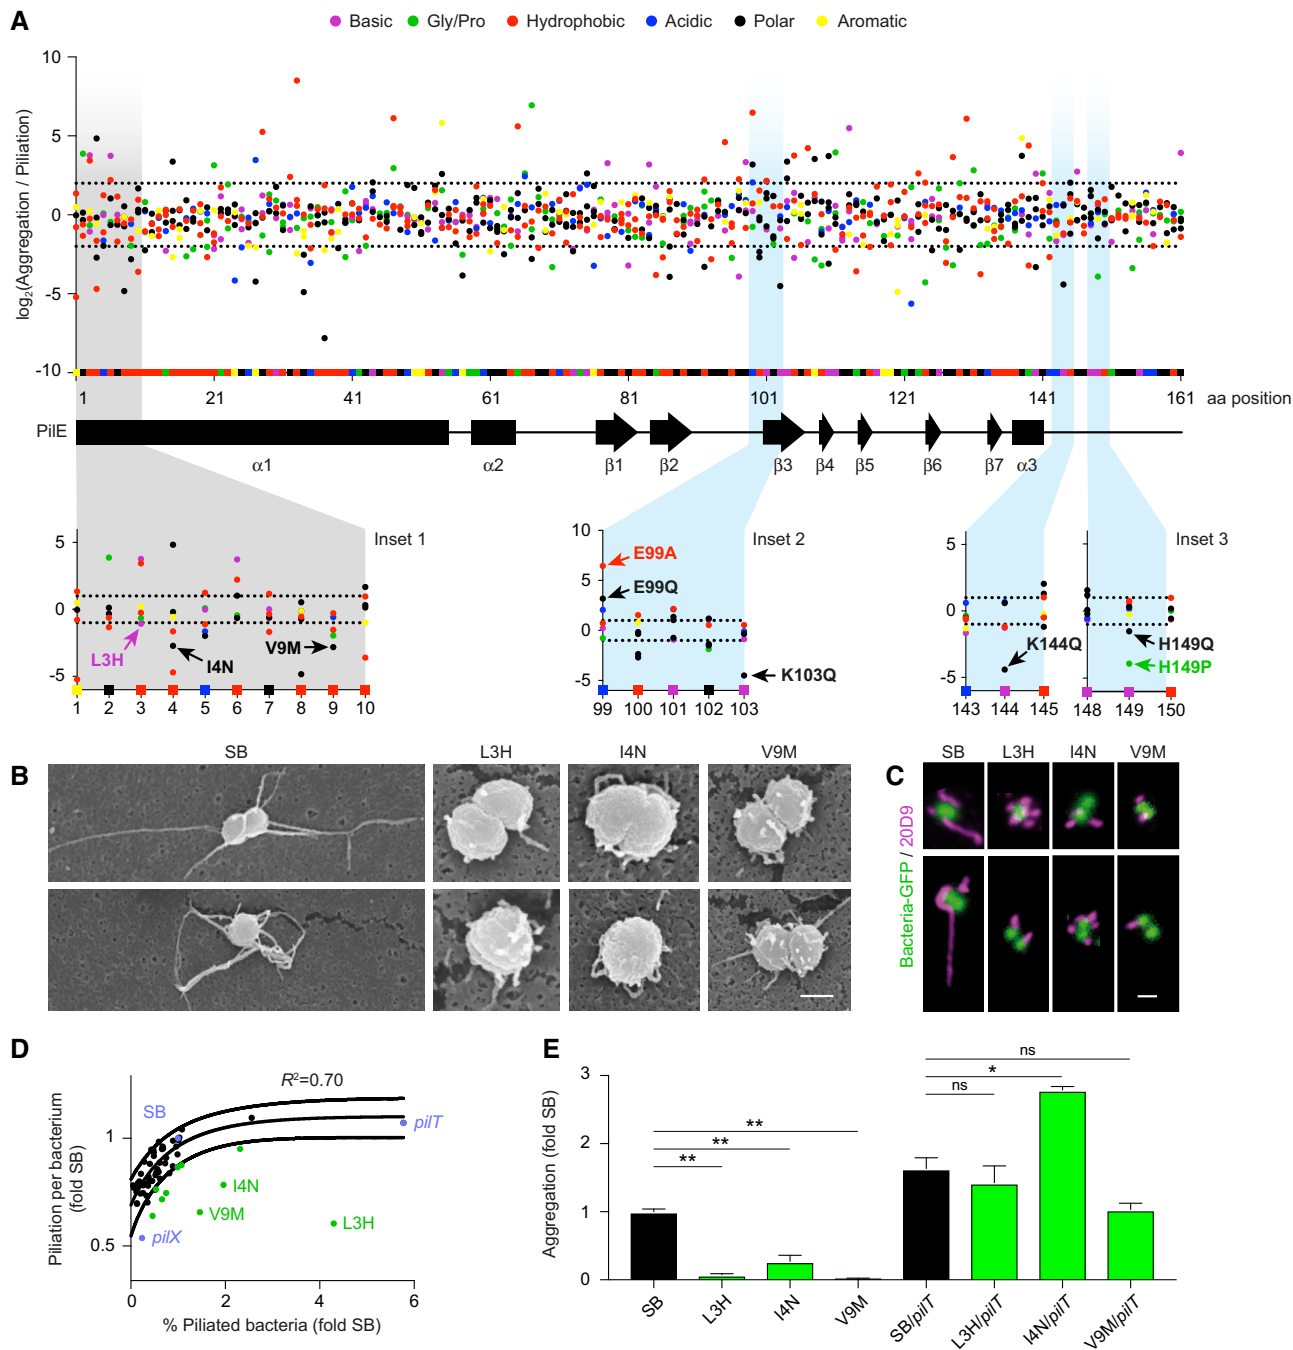 A
Basic Gly/Pro Hydrophobic Acidic Polar Aromatic
log2(Aggregation / Piliation)
10
5
0
-5
-10
1 21 41 61 81 101 121 141 161 aa position
PilE
α1 α2 β1 β2 β3 β4 β5 β6 β7 α3
Inset 1
5
0
-5
L3H
I4N
V9M
1 2 3 4 5 6 7 8 9 10
Inset 2
10
5
0
-5
E99A
E99Q
K103Q
99 100 101 102 103
Inset 3
5
0
-5
K144Q
H149Q
H149P
143 144 145 148 149 150
B
SB L3H I4N V9M
C
SB L3H I4N V9M
Bacteria-GFP / 20D9
D
Piliation per bacterium
(fold SB)
R²=0.70
1
0.5
SB
pilT
I4N
V9M
L3H
pilX
0 2 4 6
% Piliated bacteria (fold SB)
E
Aggregation (fold SB)
3
2
1
0
** ** **
ns * ns
SB L3H I4N V9M SB/pilT L3H/pilT I4N/pilT V9M/pilT